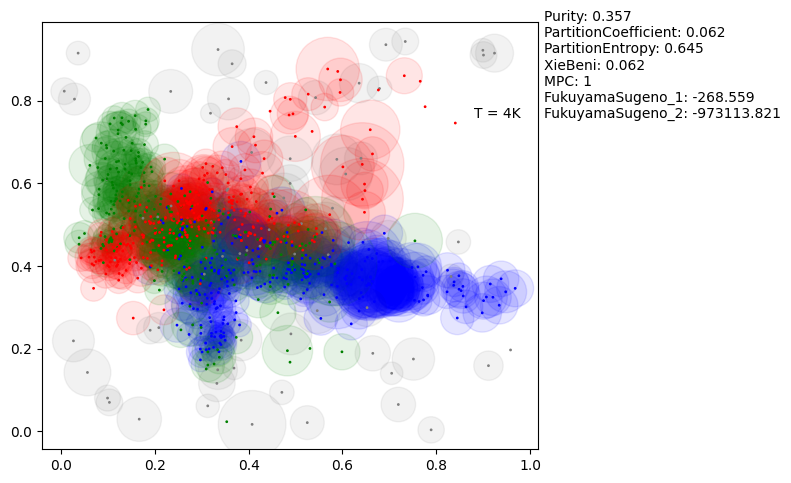 Purity: 0.357
PartitionCoefficient: 0.062
PartitionEntropy: 0.645
XieBeni: 0.062
MPC: 1
FukuyamaSugeno_1: -268.559
FukuyamaSugeno_2: -973113.821
T = 4K
0.8
0.6
0.4
0.2
0.0
0.0 0.2 0.4 0.6 0.8 1.0